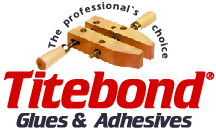 The professional's choice
Titebond®
Glues & Adhesives